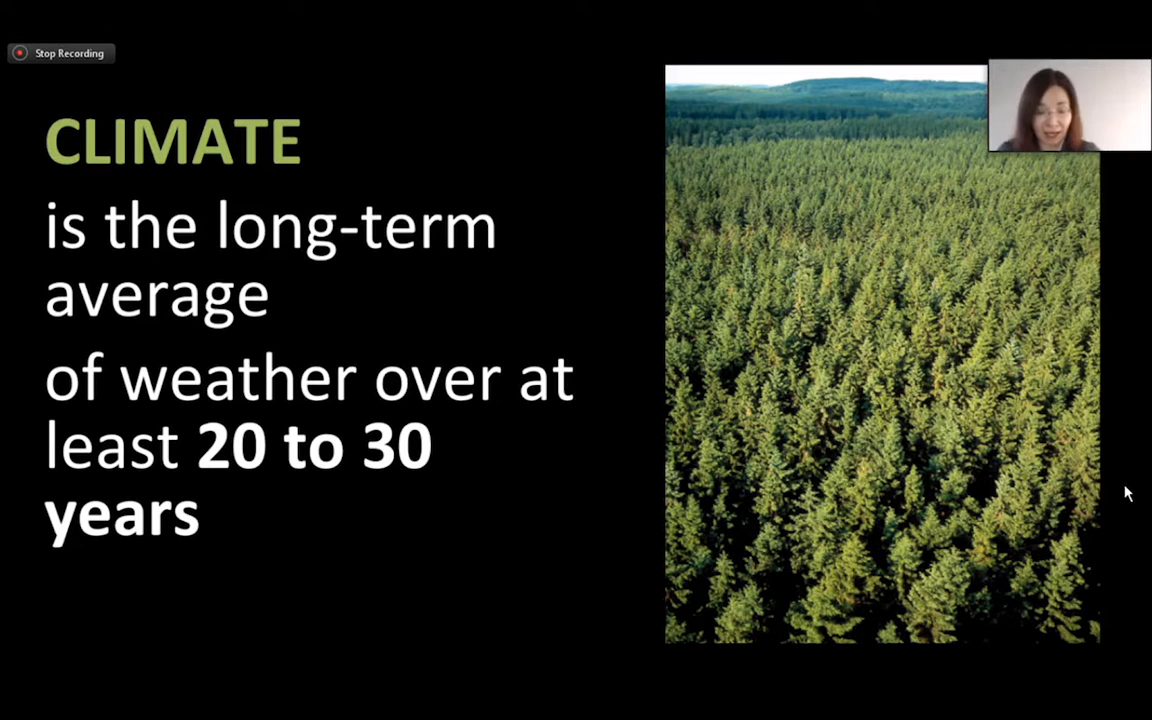 Stop Recording
CLIMATE
is the long-term
average
of weather over at
least 20 to 30
years